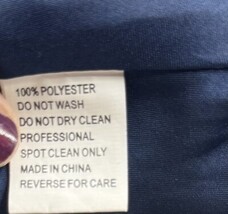 100% POLYESTER
DO NOT WASH
DO NOT DRY CLEAN
PROFESSIONAL
SPOT CLEAN ONLY
MADE IN CHINA
REVERSE FOR CARE